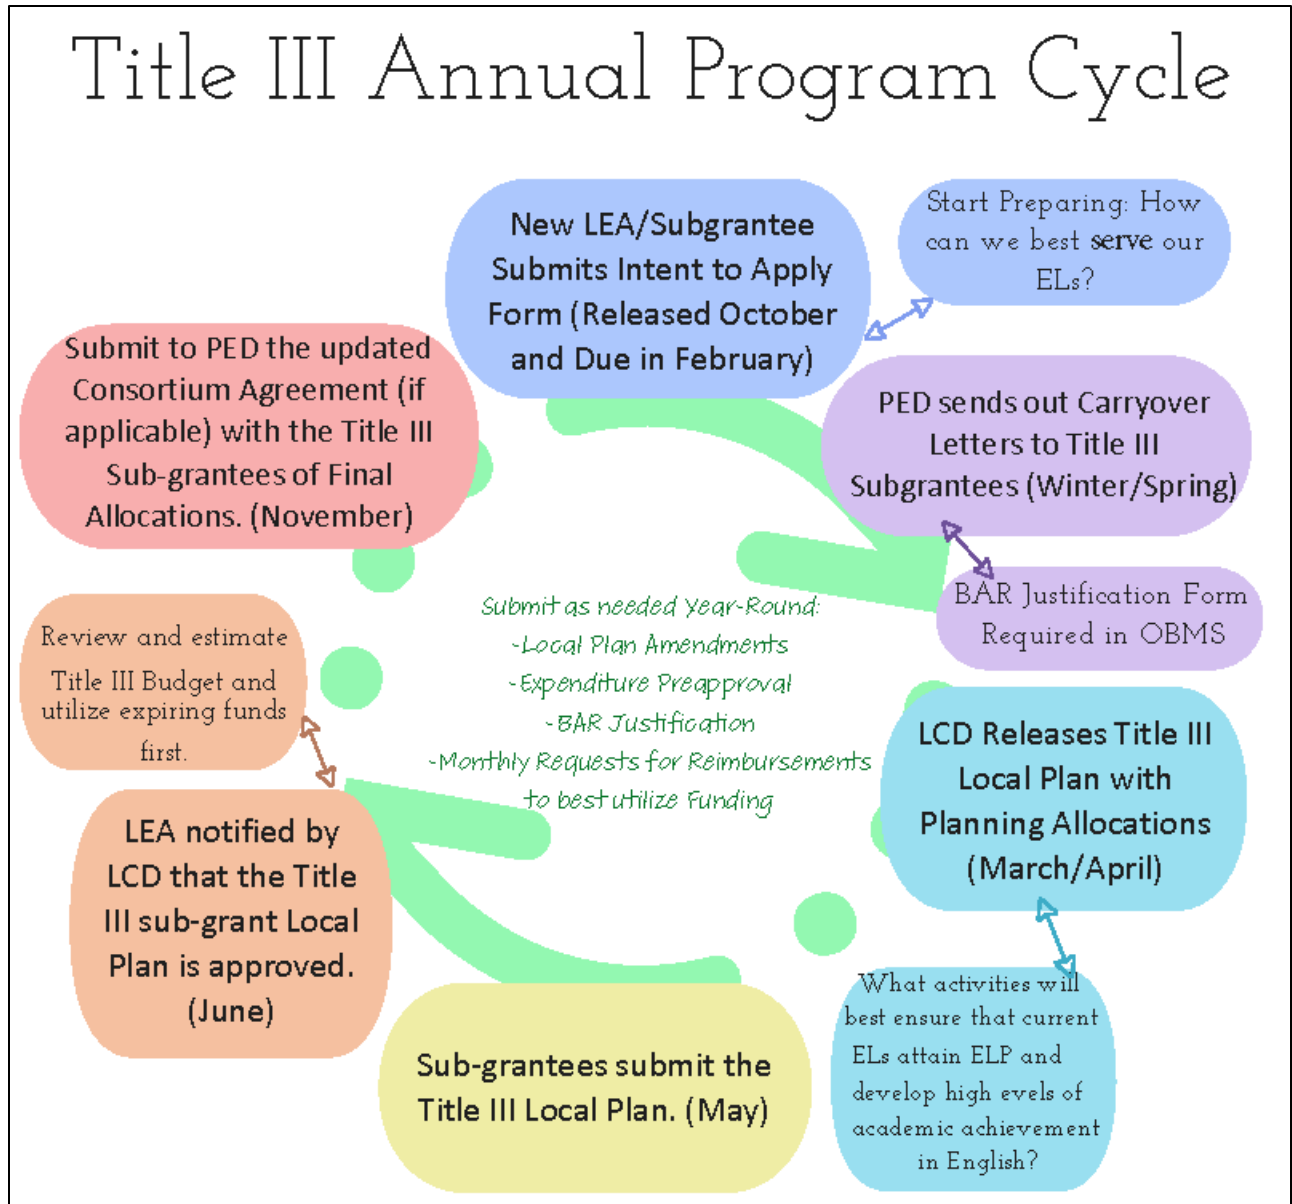 Title III Annual Program Cycle
New LEA/Subgrantee
Submits Intent to Apply
Form (Released October
and Due in February)
Start Preparing: How
can we best serve our
ELs?
PED sends out Carryover
Letters to Title III
Subgrantees (Winter/Spring)
BAR Justification Form
Required in OBMS
LCD Releases Title III
Local Plan with
Planning Allocations
(March/April)
What activities will
best ensure that current
ELs attain ELP and
develop high evels of
academic achievement
in English?
Sub-grantees submit the
Title III Local Plan. (May)
LEA notified by
LCD that the Title
III sub-grant Local
Plan is approved.
(June)
Review and estimate
Title III Budget and
utilize expiring funds
first.
Submit to PED the updated
Consortium Agreement (if
applicable) with the Title III
Sub-grantees of Final
Allocations. (November)
Submit as needed Year-Round:
-Local Plan Amendments
-Expenditure Preapproval
-BAR Justification
-Monthly Requests for Reimbursements
to best utilize Funding